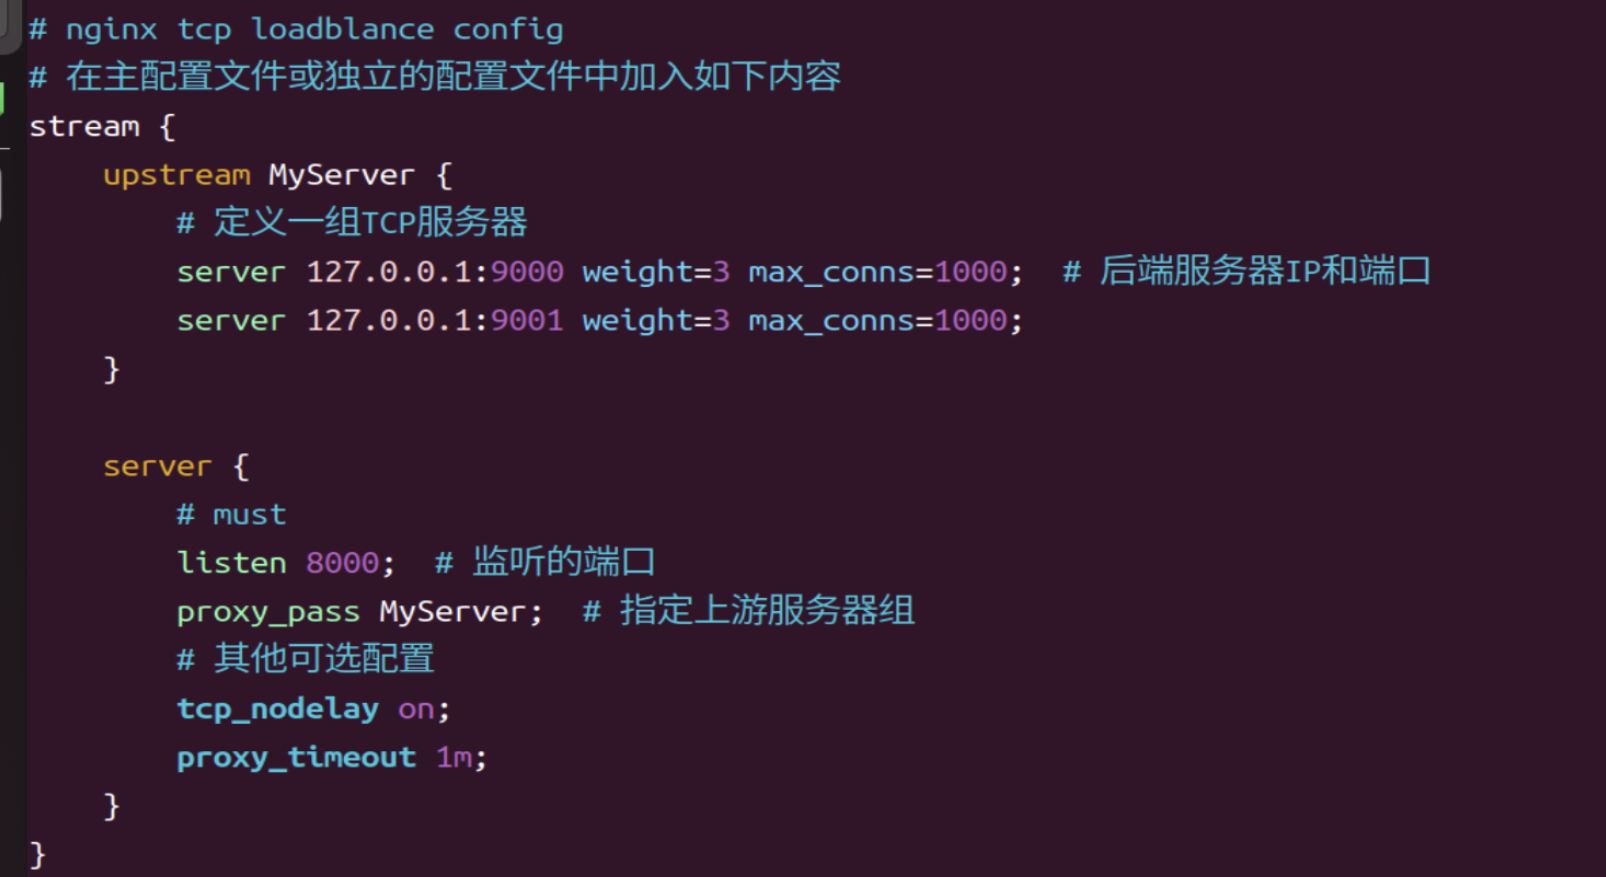 # nginx tcp loadblance config
# 在主配置文件或独立的配置文件中加入如下内容
stream {
    upstream MyServer {
        # 定义一组TCP服务器
        server 127.0.0.1:9000 weight=3 max_conns=1000;  # 后端服务器IP和端口
        server 127.0.0.1:9001 weight=3 max_conns=1000;
    }

    server {
        # must
        listen 8000;  # 监听的端口
        proxy_pass MyServer;  # 指定上游服务器组
        # 其他可选配置
        tcp_nodelay on;
        proxy_timeout 1m;
    }
}